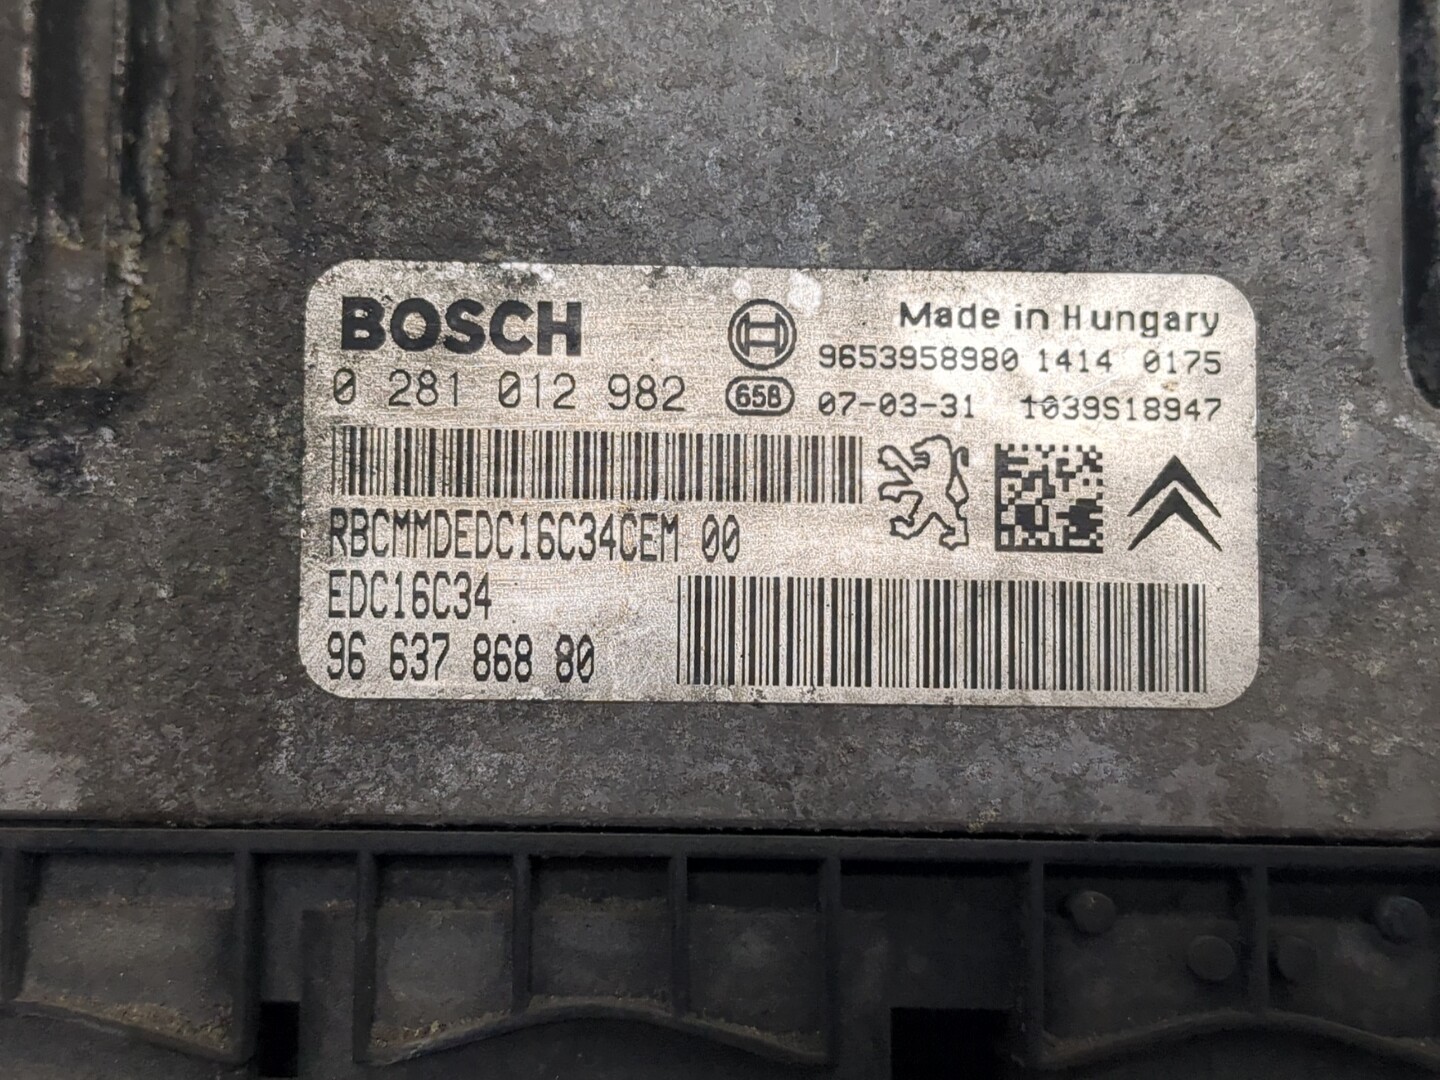 BOSCH
Made in Hungary
9653958980 1414 0175
0 281 012 982
65B
07-03-31 1039S18947
RBCMMDEDC16C34CEM 00
EDC16C34
96 637 868 80